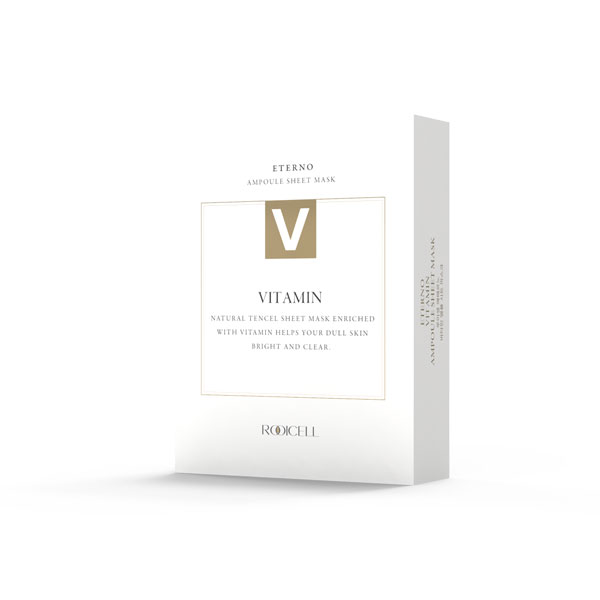 ETERNO
AMPOULE SHEET MASK
V
VITAMIN
NATURAL TENCEL SHEET MASK ENRICHED
WITH VITAMIN HELPS YOUR DULL SKIN
BRIGHT AND CLEAR.
ROOICELL
ETERNO
VITAMIN
AMPOULE SHEET MASK